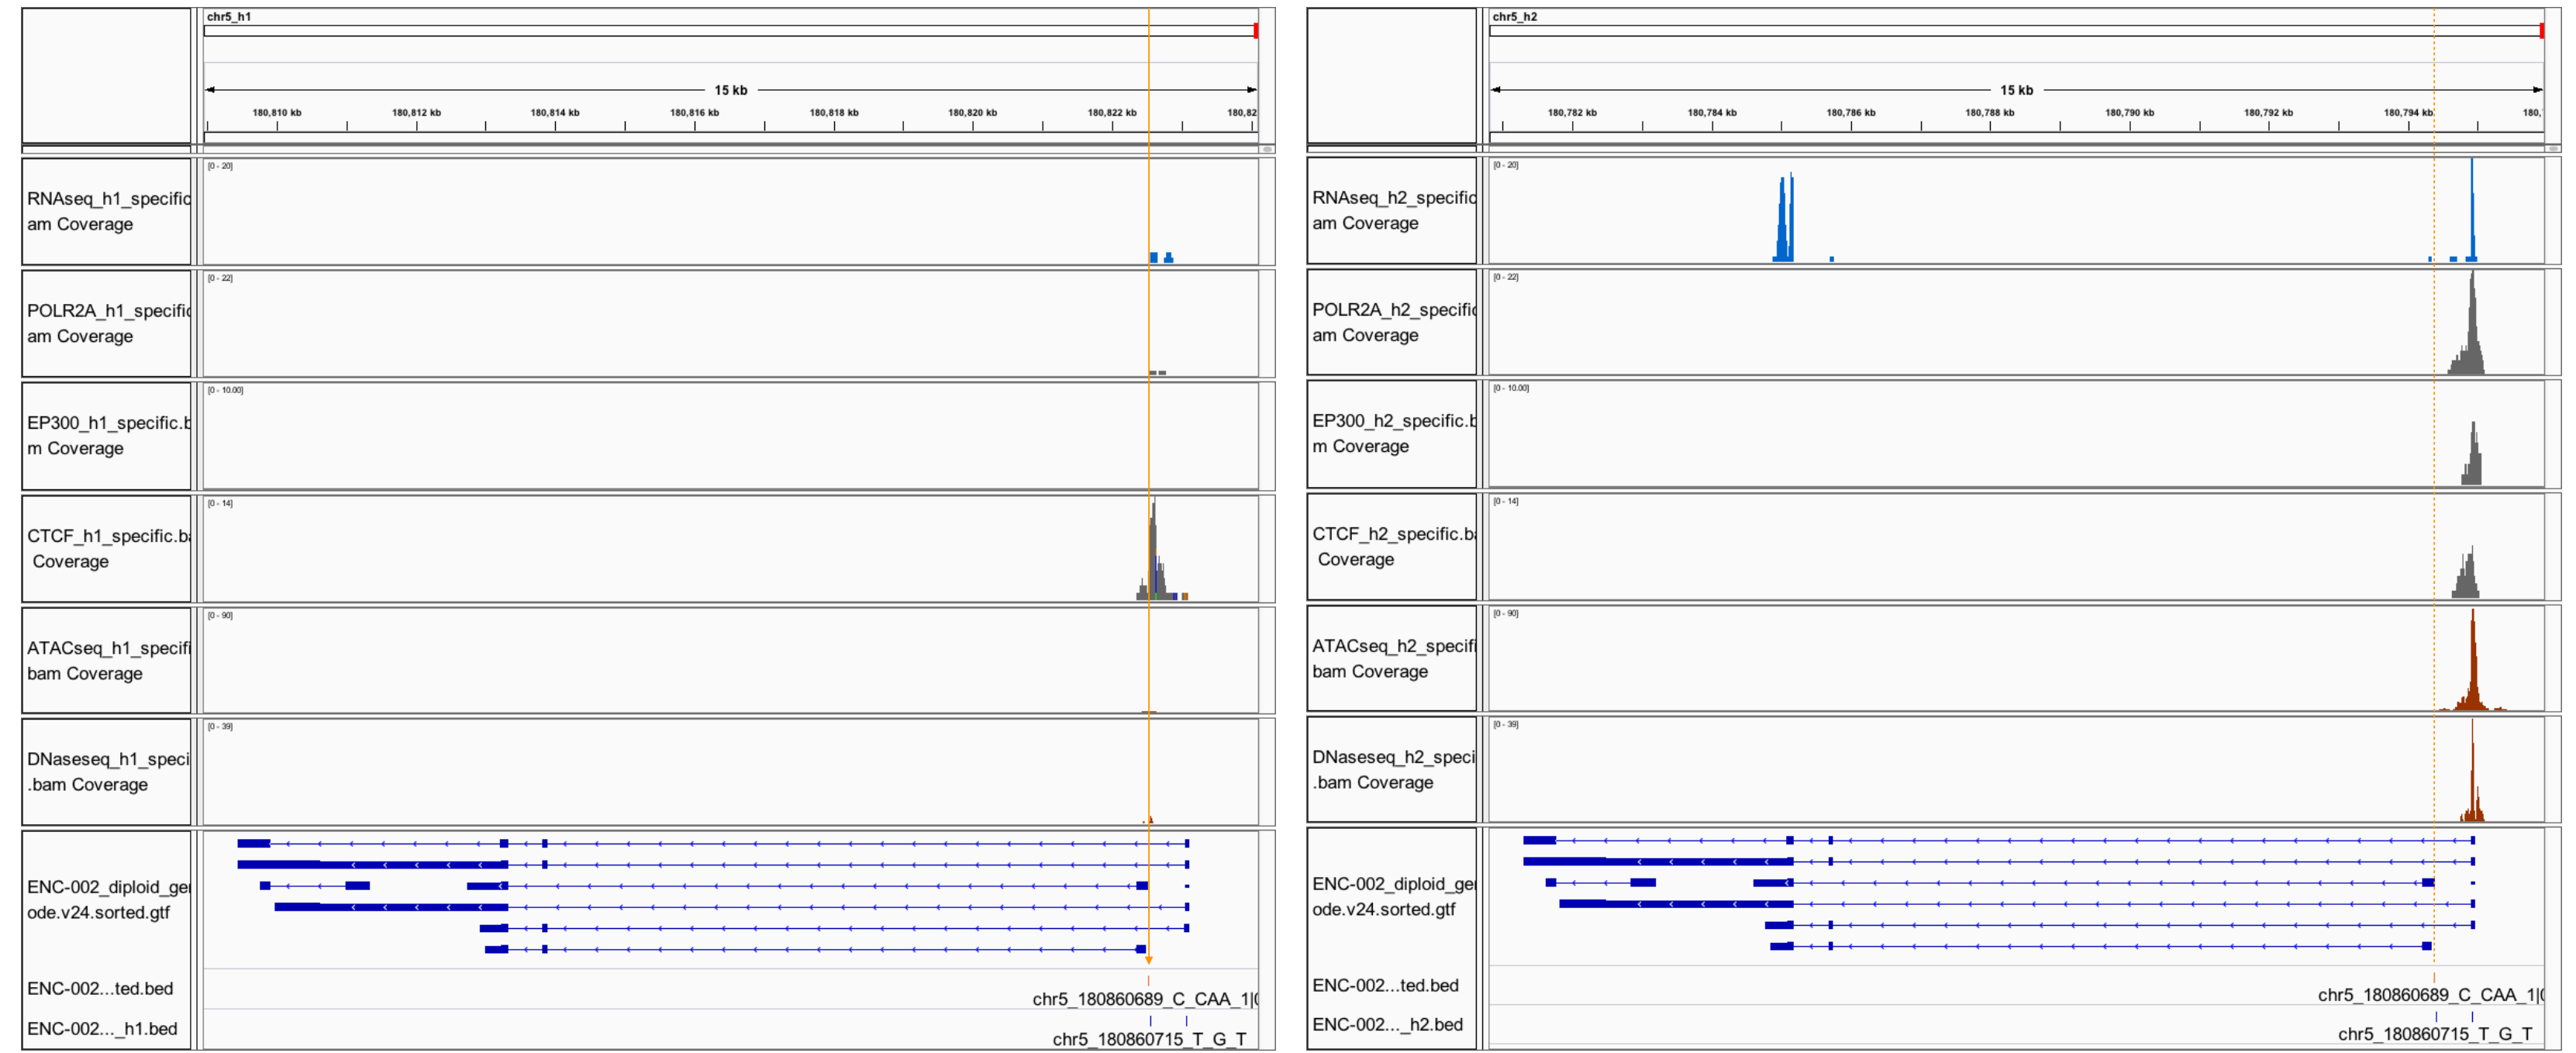 chr5_h1
15 kb
180,810 kb 180,812 kb 180,814 kb 180,816 kb 180,818 kb 180,820 kb 180,822 kb 180,82
RNAseq_h1_specific
am Coverage
[0 - 20]
POLR2A_h1_specific
am Coverage
[0 - 22]
EP300_h1_specific.b
m Coverage
[0 - 10.00]
CTCF_h1_specific.ba
Coverage
[0 - 14]
ATACseq_h1_specifi
bam Coverage
[0 - 90]
DNaseseq_h1_speci
.bam Coverage
[0 - 39]
ENC-002_diploid_ge
ode.v24.sorted.gtf
ENC-002...ted.bed
chr5_180860689_C_CAA_1|0
ENC-002..._h1.bed
chr5_180860715_T_G_T
chr5_h2
15 kb
180,782 kb 180,784 kb 180,786 kb 180,788 kb 180,790 kb 180,792 kb 180,794 kb 180,
RNAseq_h2_specific
am Coverage
[0 - 20]
POLR2A_h2_specific
am Coverage
[0 - 22]
EP300_h2_specific.b
m Coverage
[0 - 10.00]
CTCF_h2_specific.ba
Coverage
[0 - 14]
ATACseq_h2_specifi
bam Coverage
[0 - 90]
DNaseseq_h2_speci
.bam Coverage
[0 - 39]
ENC-002_diploid_ge
ode.v24.sorted.gtf
ENC-002...ted.bed
chr5_180860689_C_CAA_1|0
ENC-002..._h2.bed
chr5_180860715_T_G_T